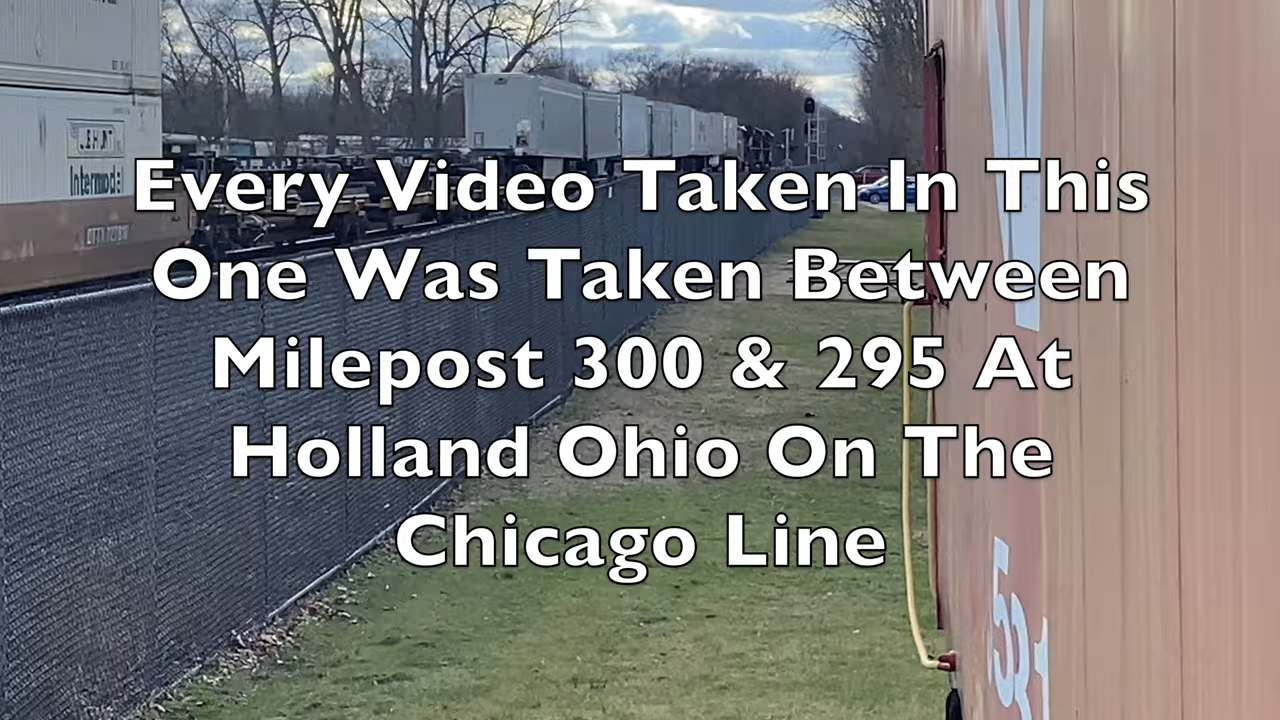 J.B. HUNT
Intermodal
Every Video Taken In This
One Was Taken Between
Milepost 300 & 295 At
Holland Ohio On The
Chicago Line
W